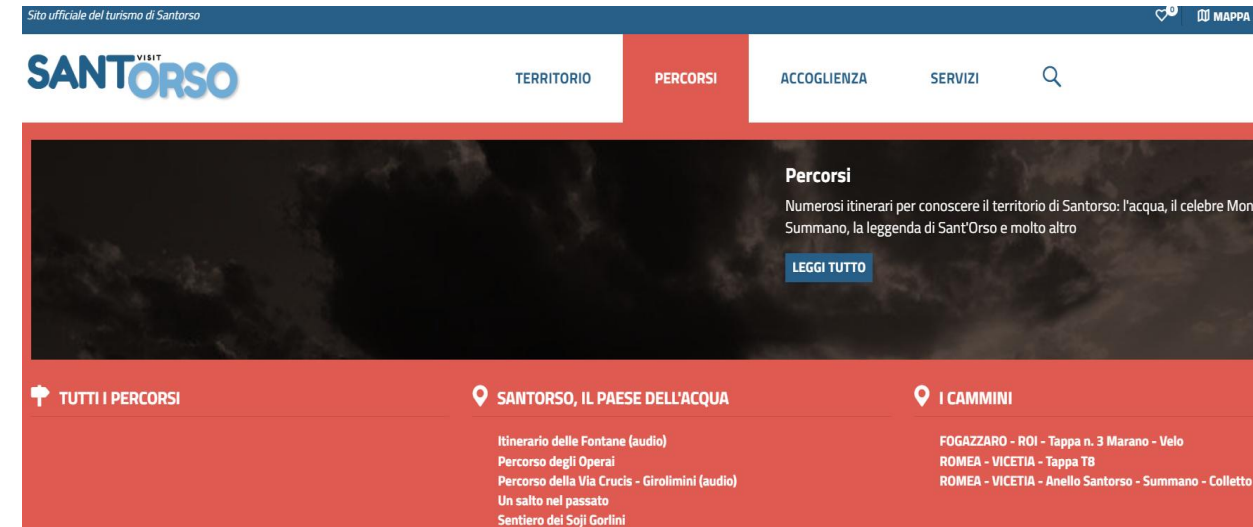 Sito ufficiale del turismo di Santorso
0
MAPPA
VISIT
SANTORSO
TERRITORIO
PERCORSI
ACCOGLIENZA
SERVIZI
Percorsi
Numerosi itinerari per conoscere il territorio di Santorso: l'acqua, il celebre Mon
Summano, la leggenda di Sant'Orso e molto altro
LEGGI TUTTO
TUTTI I PERCORSI
SANTORSO, IL PAESE DELL'ACQUA
Itinerario delle Fontane (audio)
Percorso degli Operai
Percorso della Via Crucis - Girolimini (audio)
Un salto nel passato
Sentiero dei Soji Gorlini
I CAMMINI
FOGAZZARO - ROI - Tappa n. 3 Marano - Velo
ROMEA - VICETIA - Tappa T8
ROMEA - VICETIA - Anello Santorso - Summano - Colletto